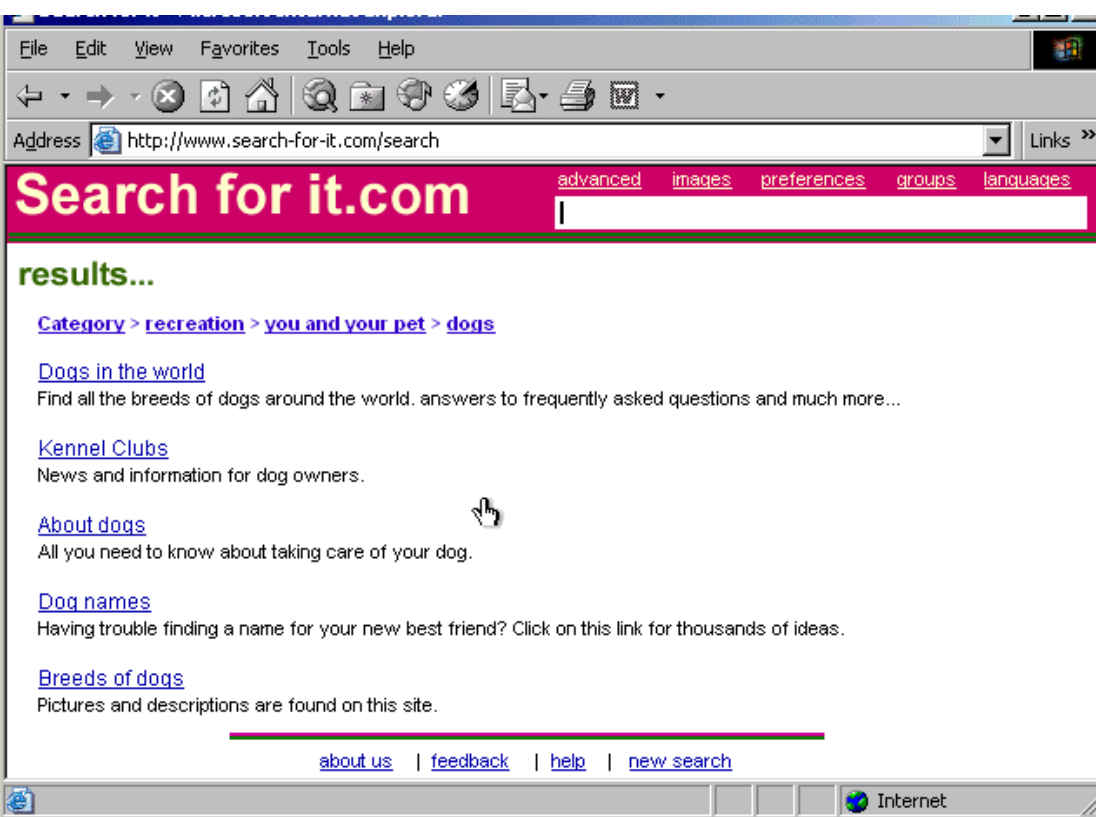 File Edit View Favorites Tools Help
Address http://www.search-for-it.com/search Links »
Search for it.com
advanced images preferences groups languages
results...
Category > recreation > you and your pet > dogs
Dogs in the world
Find all the breeds of dogs around the world. answers to frequently asked questions and much more...
Kennel Clubs
News and information for dog owners.
About dogs
All you need to know about taking care of your dog.
Dog names
Having trouble finding a name for your new best friend? Click on this link for thousands of ideas.
Breeds of dogs
Pictures and descriptions are found on this site.
about us | feedback | help | new search
Internet